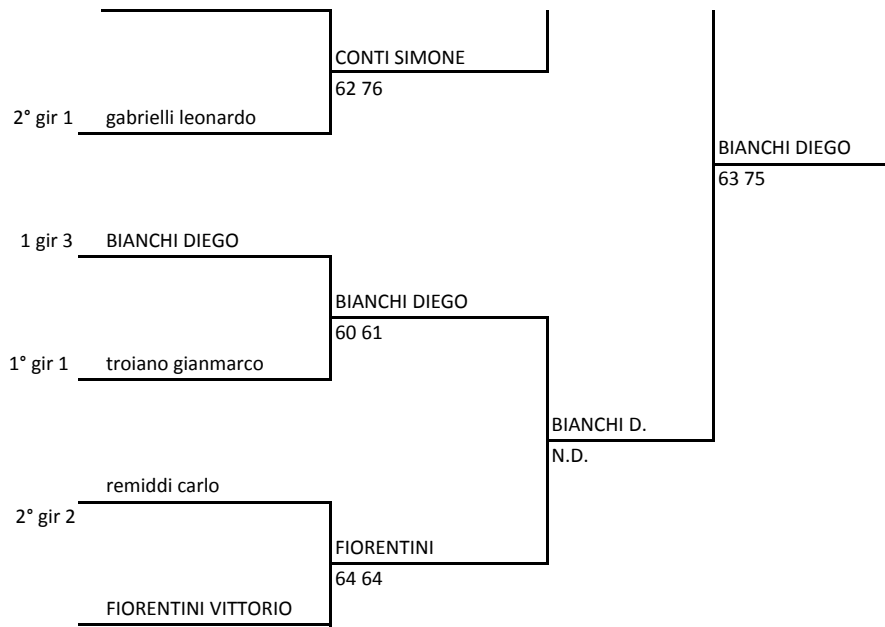 CONTI SIMONE
62 76
2° gir 1 gabrielli leonardo
BIANCHI DIEGO
63 75
1 gir 3 BIANCHI DIEGO
BIANCHI DIEGO
60 61
1° gir 1 troiano gianmarco
BIANCHI D.
N.D.
remiddi carlo
2° gir 2
FIORENTINI
64 64
FIORENTINI VITTORIO